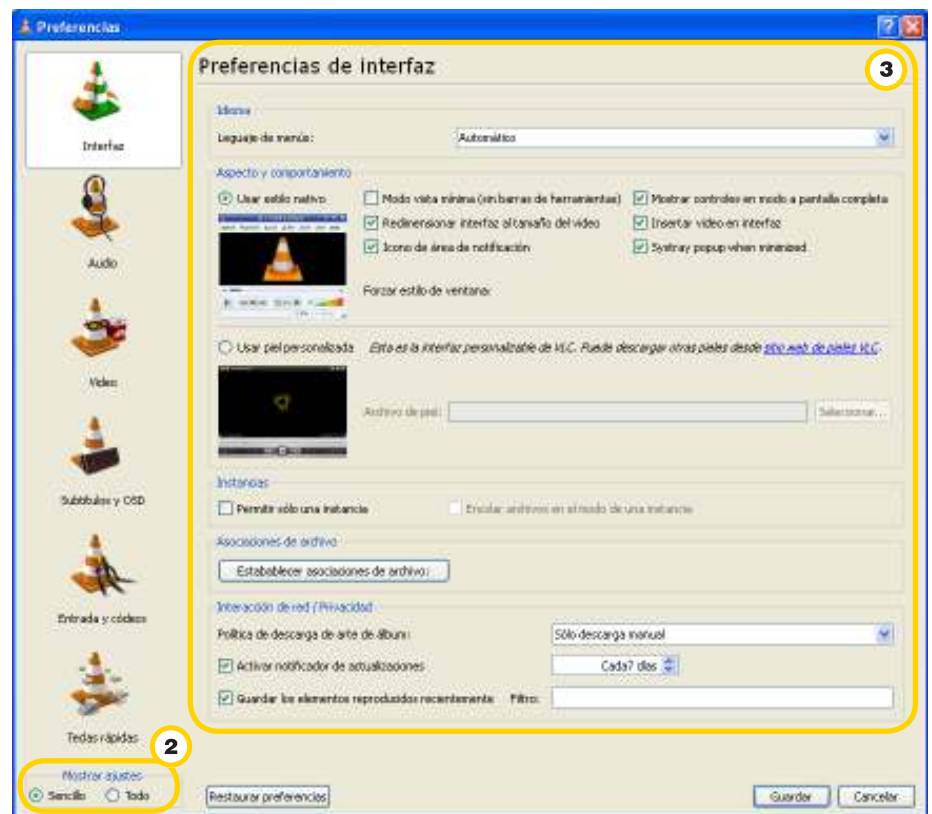 Preferencias
Preferencias de interfaz
3
Idioma
Leguaje de menús:
Automático
Interfaz
Aspecto y comportamiento
Usar estilo nativo
Modo vista mínima (sin barras de herramientas)
Mostrar controles en modo a pantalla completa
Redimensionar interfaz al tamaño del video
Insertar video en interfaz
Icono de área de notificación
Systray popup when minimized
Audio
Forzar estilo de ventana:
Usar piel personalizada
Esta es la interfaz personalizable de VLC. Puede descargar otras pieles desde sitio web de pieles VLC.
Video
Archivo de piel:
Seleccionar...
Subtítulos y OSD
Instancias
Permitir sólo una instancia
Encolar archivos en el modo de una instancia
Asociaciones de archivo
Estabablecer asociaciones de archivo:
Entrada y códecs
Interacción de red / Privacidad
Política de descarga de arte de álbum:
Sólo descarga manual
Activar notificador de actualizaciones
Cada7 días
Guardar los elementos reproducidos recientemente
Filtro:
Teclas rápidas
2
Mostrar ajustes
Sencillo
Todo
Restaurar preferencias
Guardar
Cancelar